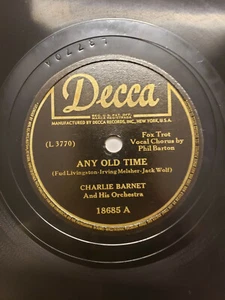 Decca
MANUFACTURED BY DECCA RECORDS, INC., NEW YORK, U.S.A.
Fox Trot
Vocal Chorus by
Phil Barton
(L 3770)
ANY OLD TIME
(Fud Livingston-Irving Melsher-Jack Wolf)
CHARLIE BARNET
And His Orchestra
18685 A